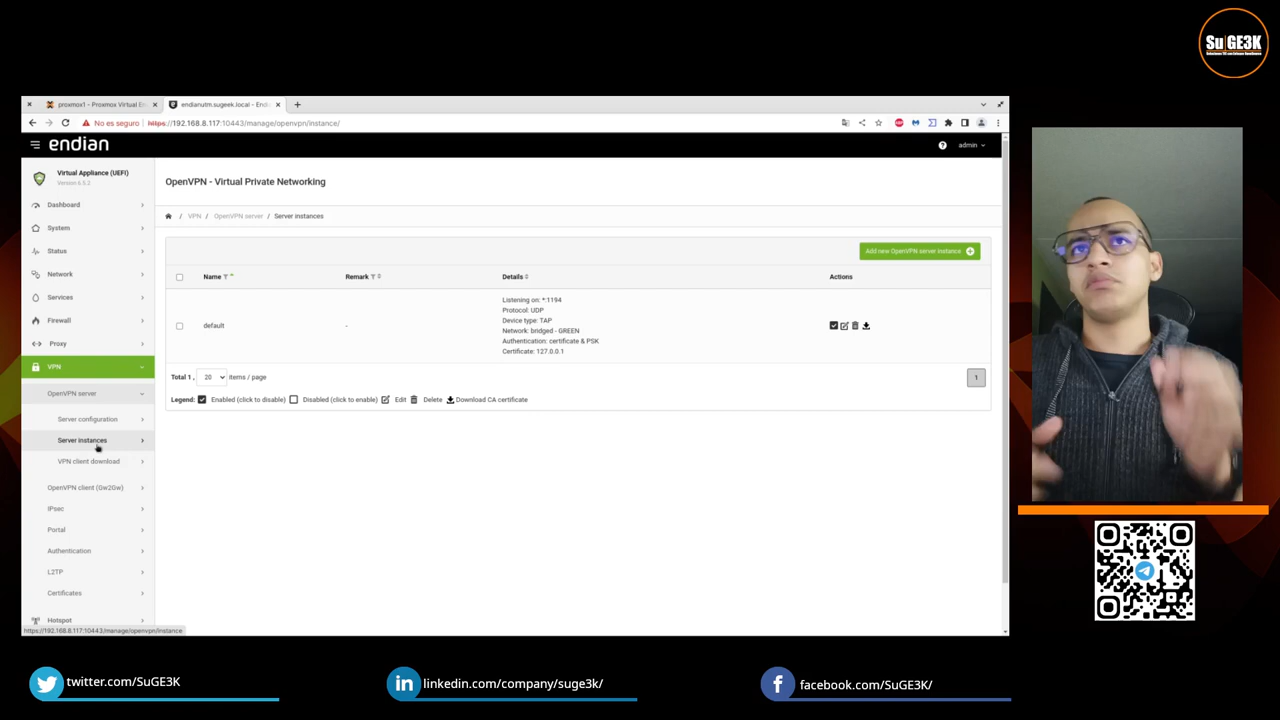 SuGE3K
proxmox1 - Proxmox Virtual En
endianutm.sugeek.local - End
No es seguro
https://192.168.8.117:10443/manage/openvpn/instance/
endian
admin
Virtual Appliance (UEFI)
Version 6.5.2
Dashboard
System
Status
Network
Services
Firewall
Proxy
VPN
OpenVPN server
Server configuration
Server instances
VPN client download
OpenVPN client (Gw2Gw)
IPsec
Portal
Authentication
L2TP
Certificates
Hotspot
https://192.168.8.117:10443/manage/openvpn/instance
OpenVPN - Virtual Private Networking
/ VPN / OpenVPN server / Server instances
Add new OpenVPN server instance
Name Remark Details Actions
default - Listening on: *:1194
Protocol: UDP
Device type: TAP
Network: bridged - GREEN
Authentication: certificate & PSK
Certificate: 127.0.0.1
Total 1 , 20 items / page 1
Legend: Enabled (click to disable) Disabled (click to enable) Edit Delete Download CA certificate
twitter.com/SuGE3K
linkedin.com/company/suge3k/
facebook.com/SuGE3K/